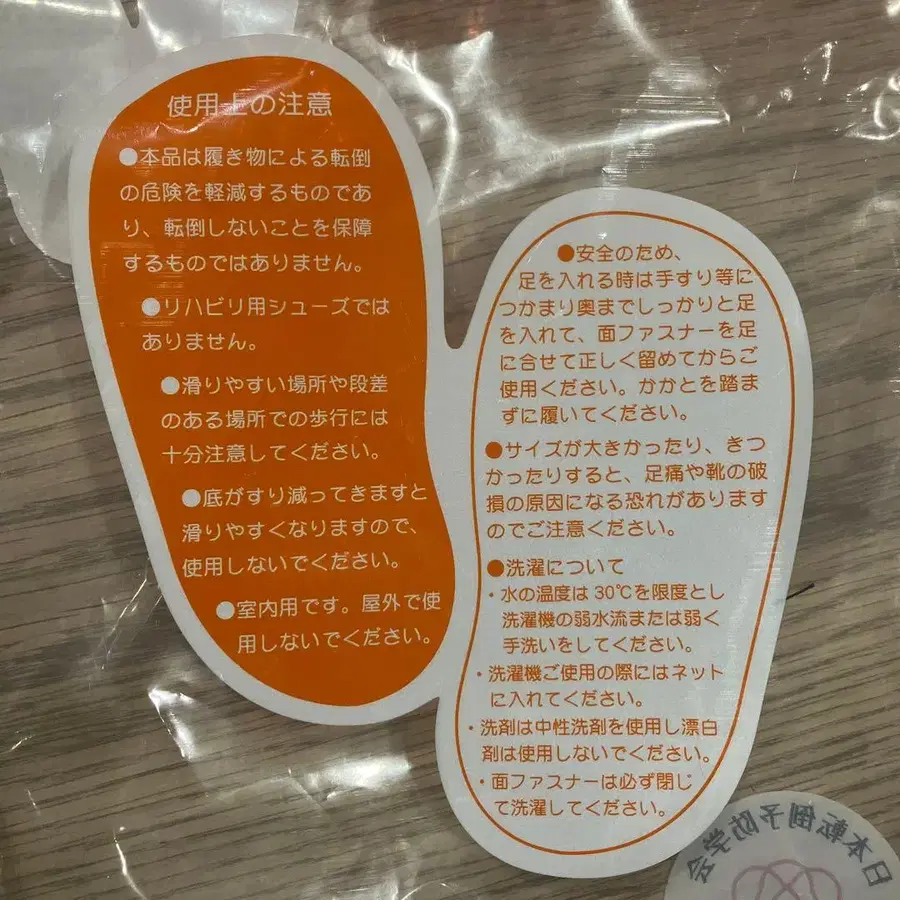 使用上の注意
●本品は履き物による転倒
の危険を軽減するものであ
り、転倒しないことを保障
するものではありません。
●リハビリ用シューズでは
ありません。
●滑りやすい場所や段差
のある場所での歩行には
十分注意してください。
●底がすり減ってきますと
滑りやすくなりますので、
使用しないでください。
●室内用です。屋外で使
用しないでください。
●安全のため、
足を入れる時は手すり等に
つかまり奥までしっかりと足
を入れて、面ファスナーを足
に合せて正しく留めてからご
使用ください。かかとを踏ま
ずに履いてください。
●サイズが大きかったり、きつ
かったりすると、足痛や靴の破
損の原因になる恐れがあります
のでご注意ください。
●洗濯について
・水の温度は30℃を限度とし
洗濯機の弱水流または弱く
手洗いをしてください。
・洗濯機ご使用の際にはネット
に入れてください。
・洗剤は中性洗剤を使用し漂白
剤は使用しないでください。
・面ファスナーは必ず閉じ
て洗濯してください。
日本転倒予防学会